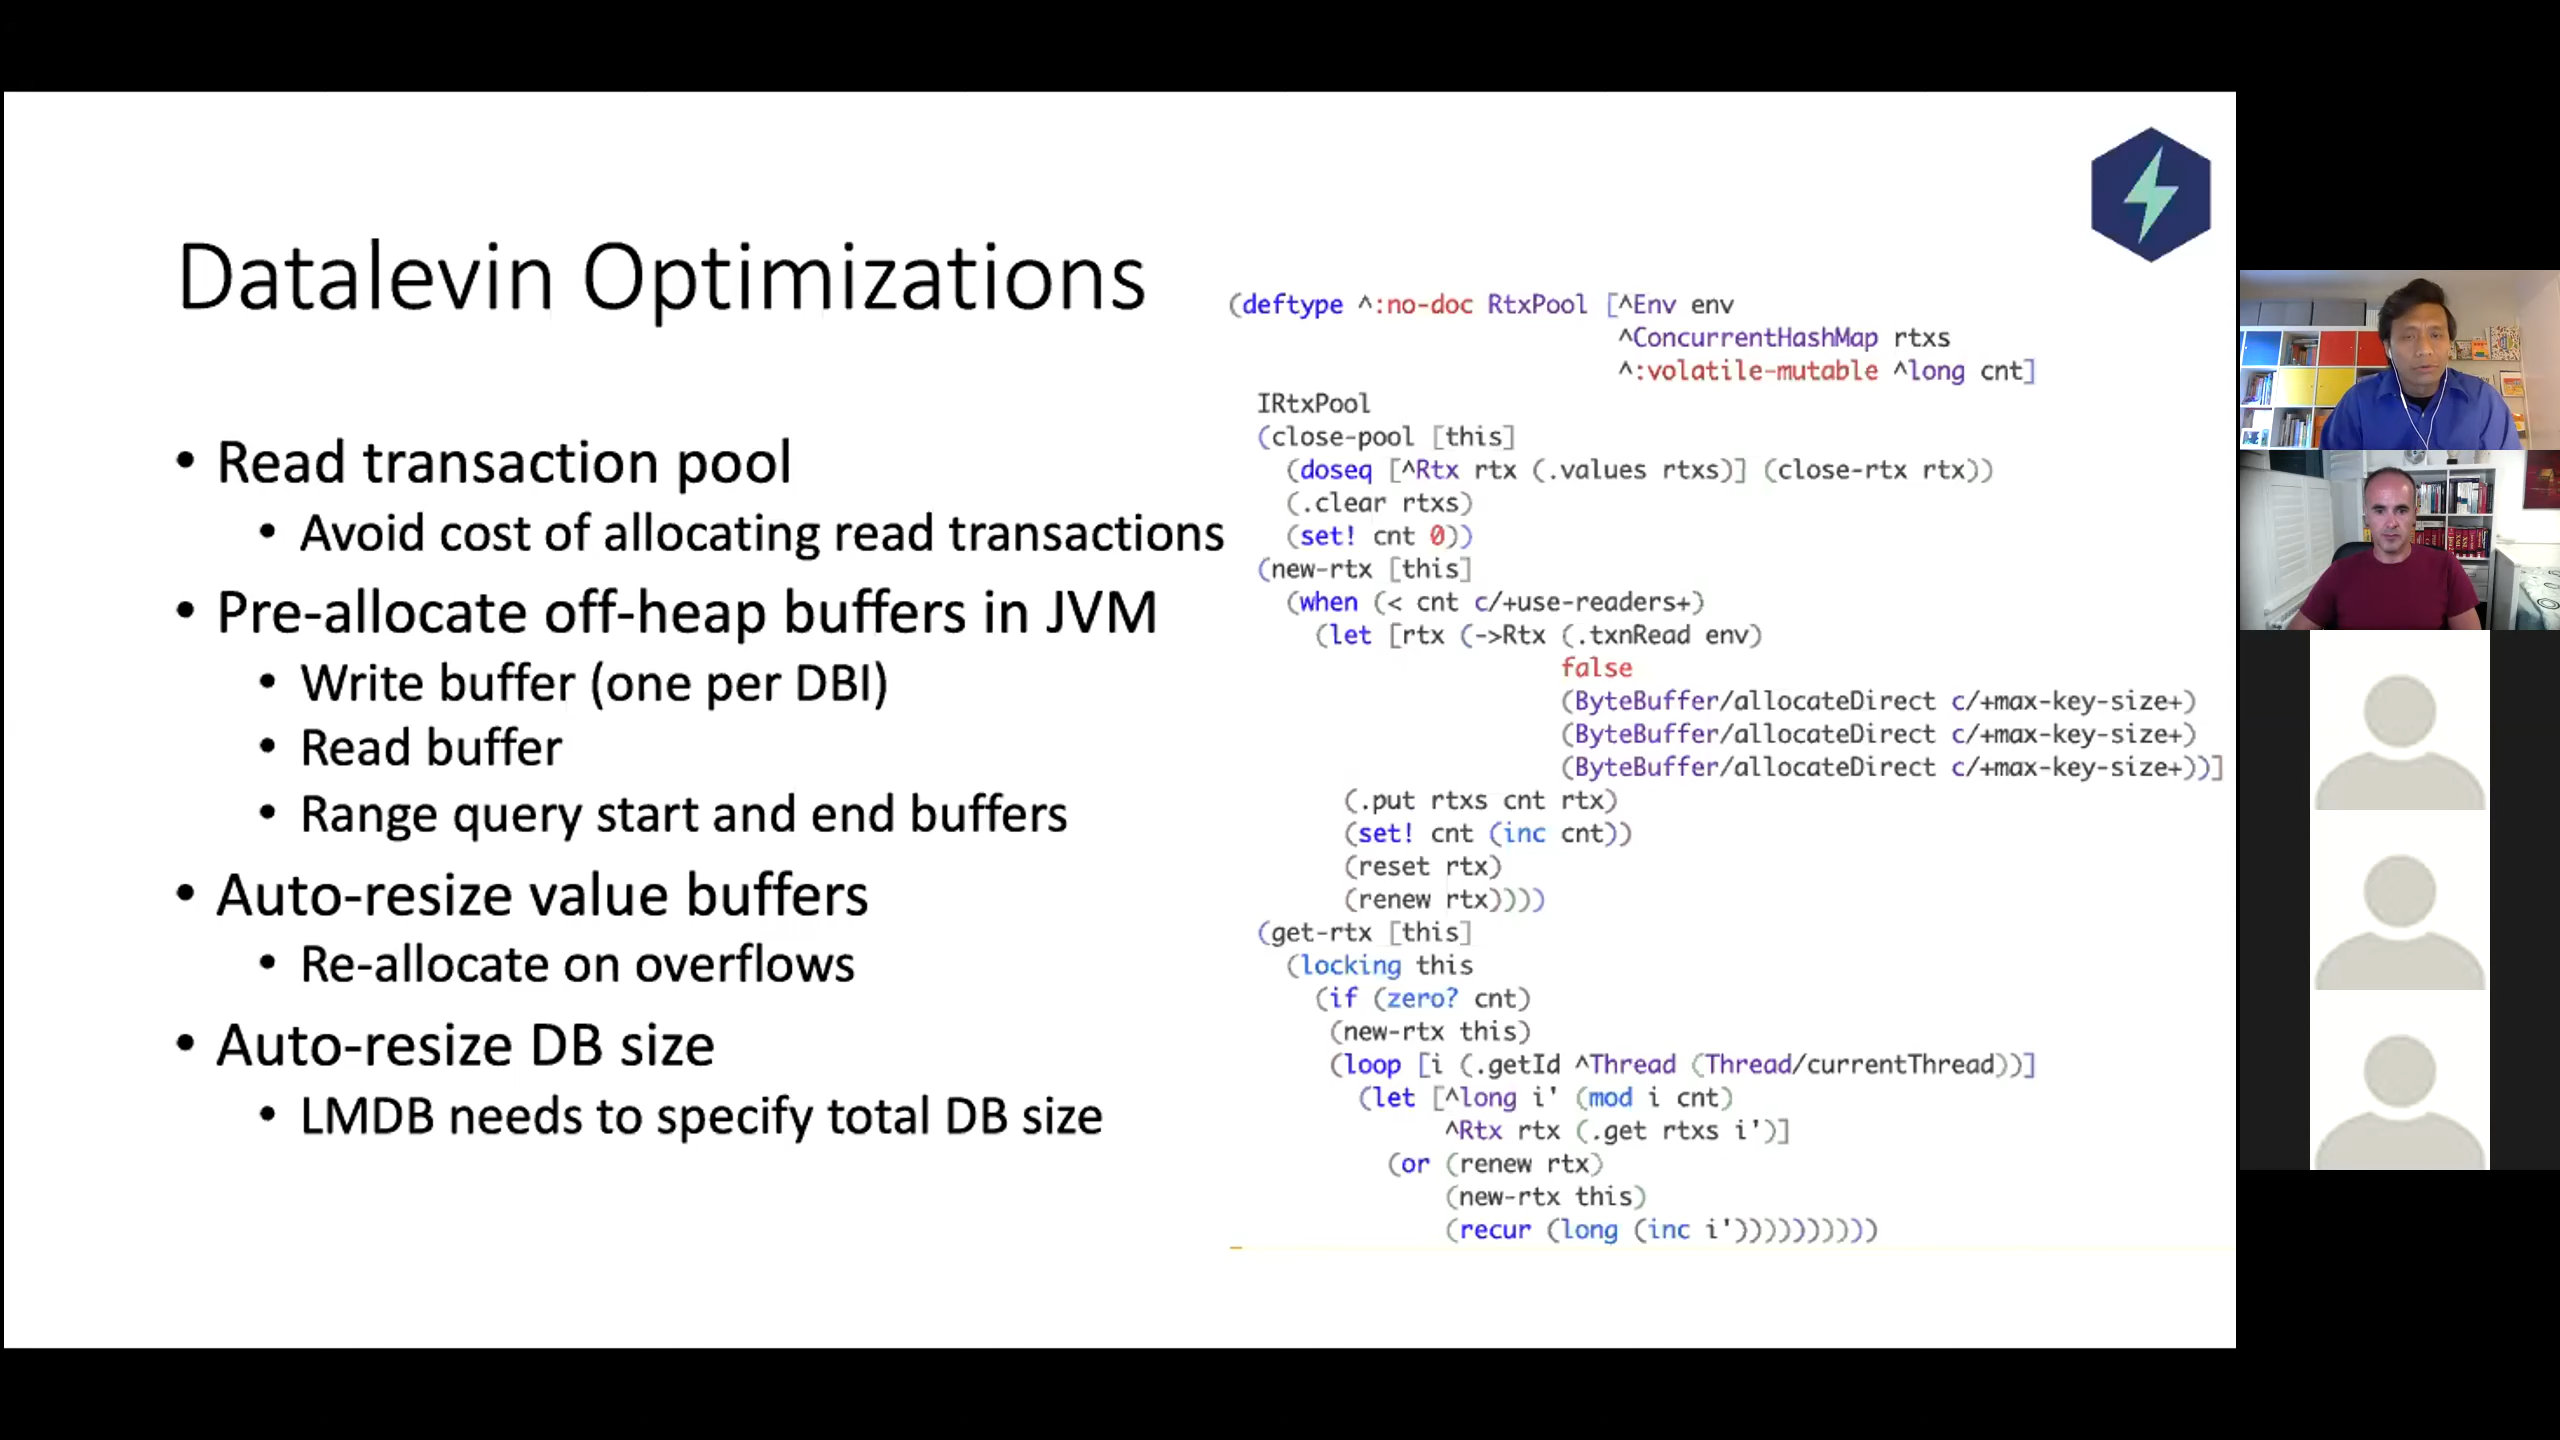 Datalevin Optimizations
• Read transaction pool
• Avoid cost of allocating read transactions
• Pre-allocate off-heap buffers in JVM
• Write buffer (one per DBI)
• Read buffer
• Range query start and end buffers
• Auto-resize value buffers
• Re-allocate on overflows
• Auto-resize DB size
• LMDB needs to specify total DB size
(deftype ^:no-doc RtxPool [^Env env
^ConcurrentHashMap rtxs
^:volatile-mutable ^long cnt]
IRtxPool
(close-pool [this]
(doseq [^Rtx rtx (.values rtxs)] (close-rtx rtx))
(.clear rtxs)
(set! cnt 0))
(new-rtx [this]
(when (< cnt c/+use-readers+)
(let [rtx (->Rtx (.txnRead env)
false
(ByteBuffer/allocateDirect c/+max-key-size+)
(ByteBuffer/allocateDirect c/+max-key-size+)
(ByteBuffer/allocateDirect c/+max-key-size+))]
(.put rtxs cnt rtx)
(set! cnt (inc cnt))
(reset rtx)
(renew rtx))))
(get-rtx [this]
(locking this
(if (zero? cnt)
(new-rtx this)
(loop [i (.getId ^Thread (Thread/currentThread))]
(let [^long i' (mod i cnt)
^Rtx rtx (.get rtxs i')]
(or (renew rtx)
(new-rtx this)
(recur (long (inc i'))))))))))